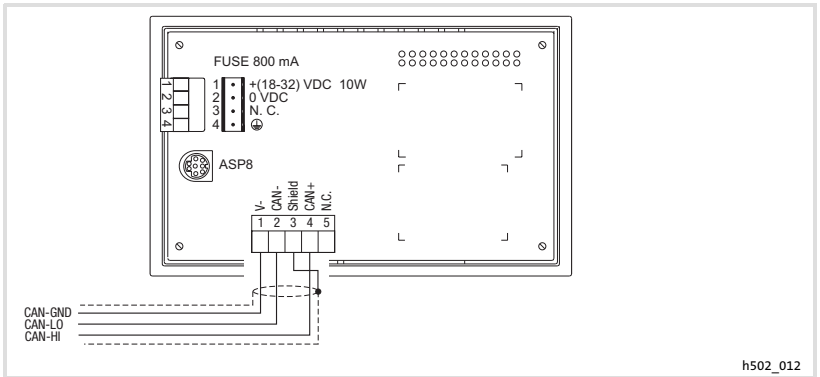 FUSE 800 mA
1 +(18-32) VDC 10W
2 0 VDC
3 N. C.
4
1
2
3
4
ASP8
V-
CAN-
Shield
CAN+
N.C.
1 2 3 4 5
CAN-GND
CAN-LO
CAN-HI
h502_012